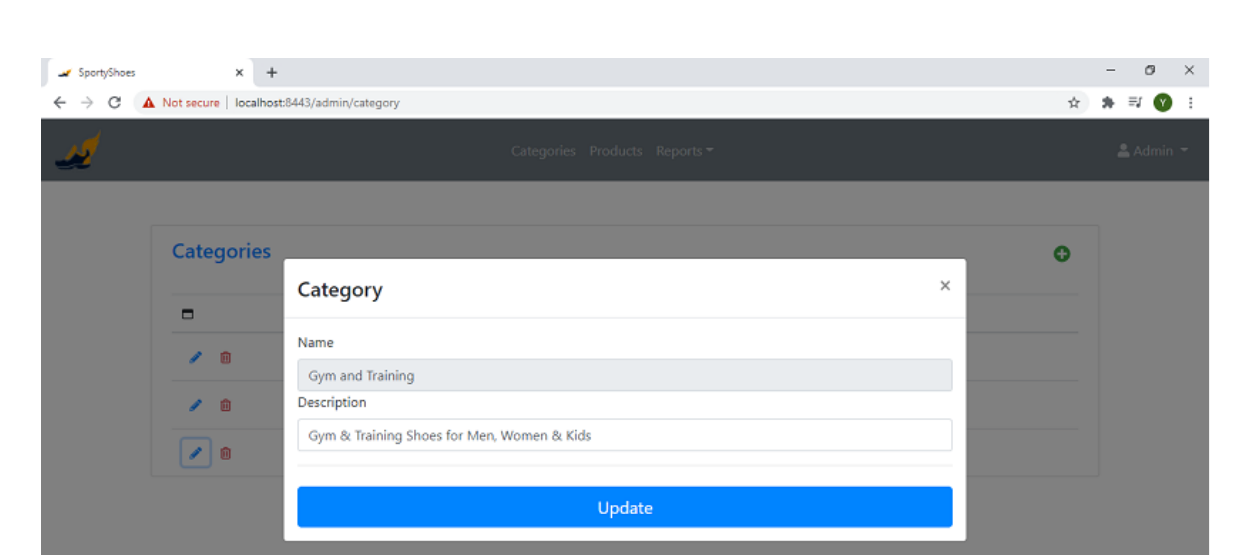 SportyShoes
Not secure | localhost:8443/admin/category
Y
Categories Products Reports
Admin
Categories
Category
Name
Gym and Training
Description
Gym & Training Shoes for Men, Women & Kids
Update